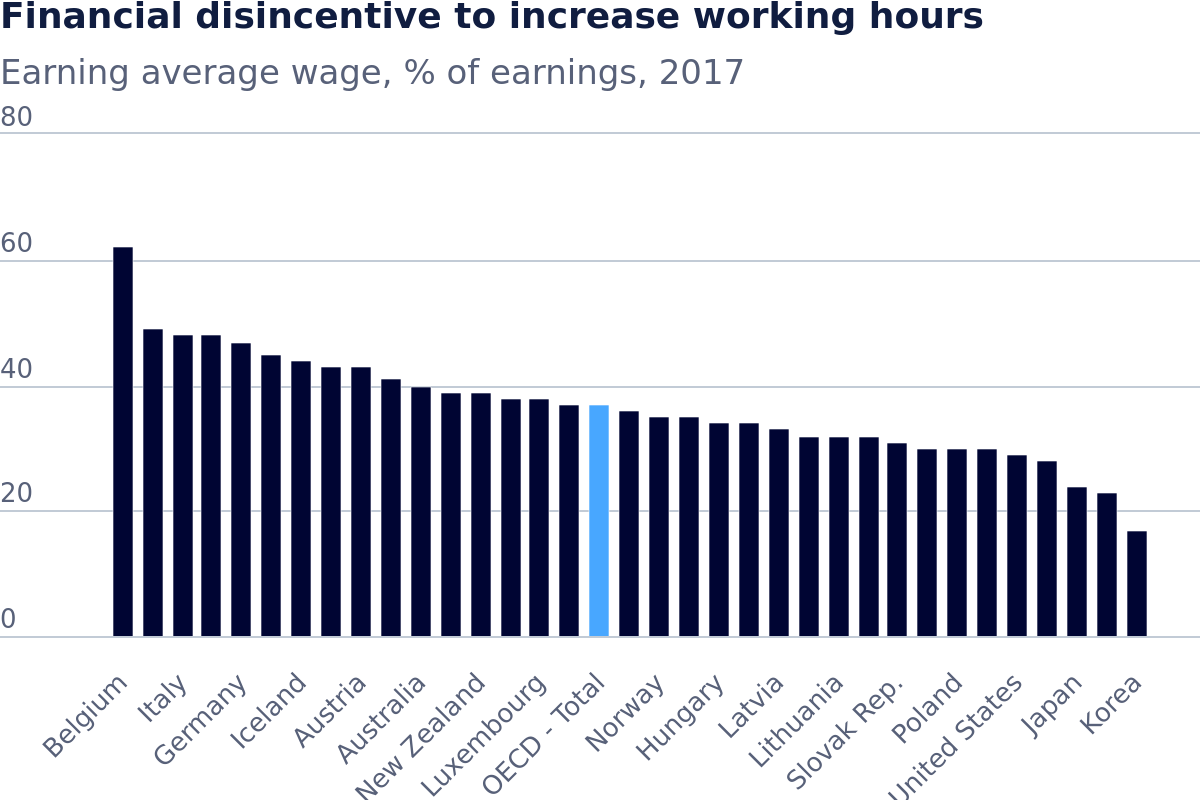 Financial disincentive to increase working hours
Earning average wage, % of earnings, 2017
80
60
40
20
0
Belgium
Italy
Germany
Iceland
Austria
Australia
New Zealand
Luxembourg
OECD - Total
Norway
Hungary
Latvia
Lithuania
Slovak Rep.
Poland
United States
Japan
Korea